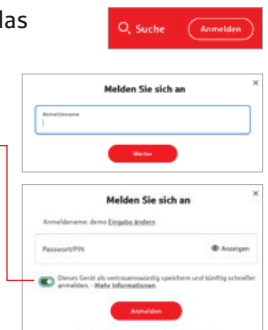 das
Suche Anmelden
Melden Sie sich an
Anmeldename
Weiter
Melden Sie sich an
Anmeldename: demo Eingabe ändern
Passwort/PIN Anzeigen
Dieses Gerät als vertrauenswürdig speichern und künftig schneller
anmelden. - Mehr Informationen
Anmelden